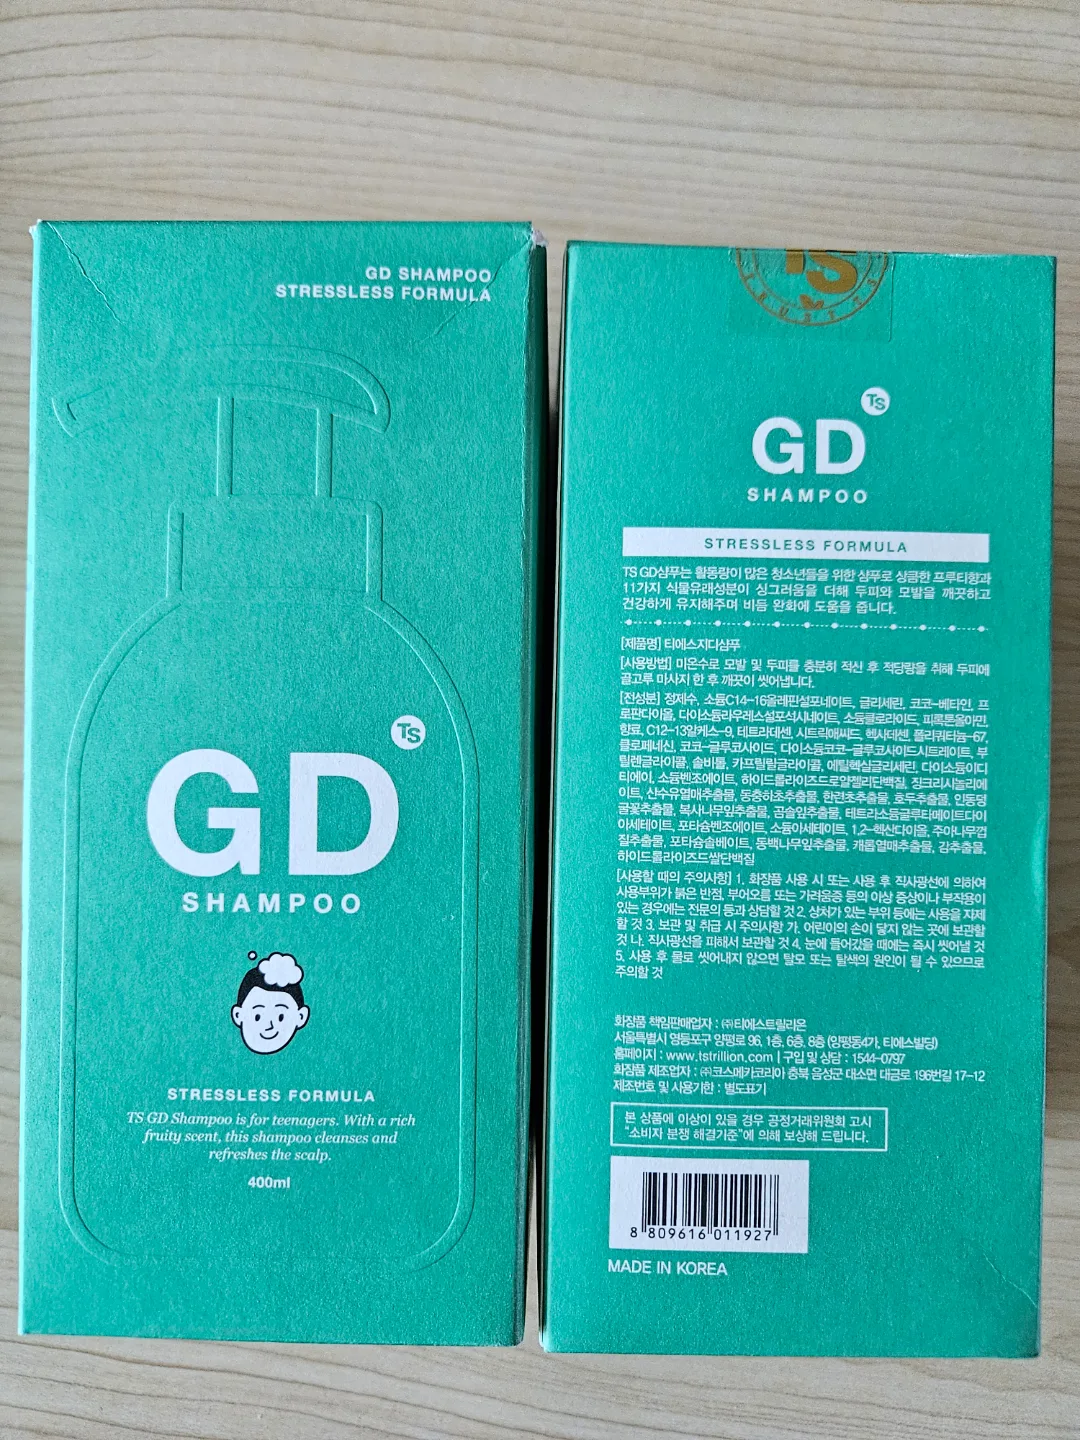 GD SHAMPOO
STRESSLESS FORMULA
TS
GD
SHAMPOO
STRESSLESS FORMULA
TS GD Shampoo is for teenagers. With a rich
fruity scent, this shampoo cleanses and
refreshes the scalp.
400ml
TS
TRUST TS
TS
GD
SHAMPOO
STRESSLESS FORMULA
TS GD샴푸는 활동량이 많은 청소년들을 위한 샴푸로 상큼한 프루티향과
11가지 식물유래성분이 싱그러움을 더해 두피와 모발을 깨끗하고
건강하게 유지해주며 비듬 완화에 도움을 줍니다.
[제품명] 티에스지디샴푸
[사용방법] 미온수로 모발 및 두피를 충분히 적신 후 적당량을 취해 두피에
골고루 마사지 한 후 깨끗이 씻어냅니다.
[전성분] 정제수, 소듐C14-16올레핀설포네이트, 글리세린, 코코-베타인, 프
로판다이올, 다이소듐라우레스설포석시네이트, 소듐클로라이드, 피록톤올아민,
향료, C12-13알케스-9, 테트라데센, 시트릭애씨드, 헥사데센, 폴리쿼터늄-67,
클로페네신, 코코-글루코사이드, 다이소듐코코-글루코사이드시트레이트, 부
틸렌글라이콜, 솔비톨, 카프릴릴글라이콜, 에틸헥실글리세린, 다이소듐이디
티에이, 소듐벤조에이트, 하이드롤라이즈드로얄젤리단백질, 징크리시놀리에
이트, 산수유열매추출물, 동충하초추출물, 한련초추출물, 호두추출물, 인동덩
굴꽃추출물, 복사나무잎추출물, 곰솔잎추출물, 테트라소듐글루타메이트다이
아세테이트, 포타슘벤조에이트, 소듐아세테이트, 1,2-헥산다이올, 주아나무껍
질추출물, 포타슘솔베이트, 동백나무잎추출물, 캐롭열매추출물, 김추출물,
하이드롤라이즈드쌀단백질
[사용할 때의 주의사항] 1. 화장품 사용 시 또는 사용 후 직사광선에 의하여
사용부위가 붉은 반점, 부어오름 또는 가려움증 등의 이상 증상이나 부작용이
있는 경우에는 전문의 등과 상담할 것 2. 상처가 있는 부위 등에는 사용을 자제
할 것 3. 보관 및 취급 시 주의사항 가. 어린이의 손이 닿지 않는 곳에 보관할
것 나. 직사광선을 피해서 보관할 것 4. 눈에 들어갔을 때에는 즉시 씻어낼 것
5. 사용 후 물로 씻어내지 않으면 탈모 또는 탈색의 원인이 될 수 있으므로
주의할 것
화장품 책임판매업자 : ㈜티에스트릴리온
서울특별시 영등포구 양평로 96, 1층, 6층, 8층 (양평동4가, 티에스빌딩)
홈페이지 : www.tstrillion.com | 구입 및 상담 : 1544-0797
화장품 제조업자 : ㈜코스메카코리아 충북 음성군 대소면 대금로 196번길 17-12
제조번호 및 사용기한 : 별도표기
본 상품에 이상이 있을 경우 공정거래위원회 고시
"소비자 분쟁 해결기준"에 의해 보상해 드립니다.
8 809616 011927
MADE IN KOREA